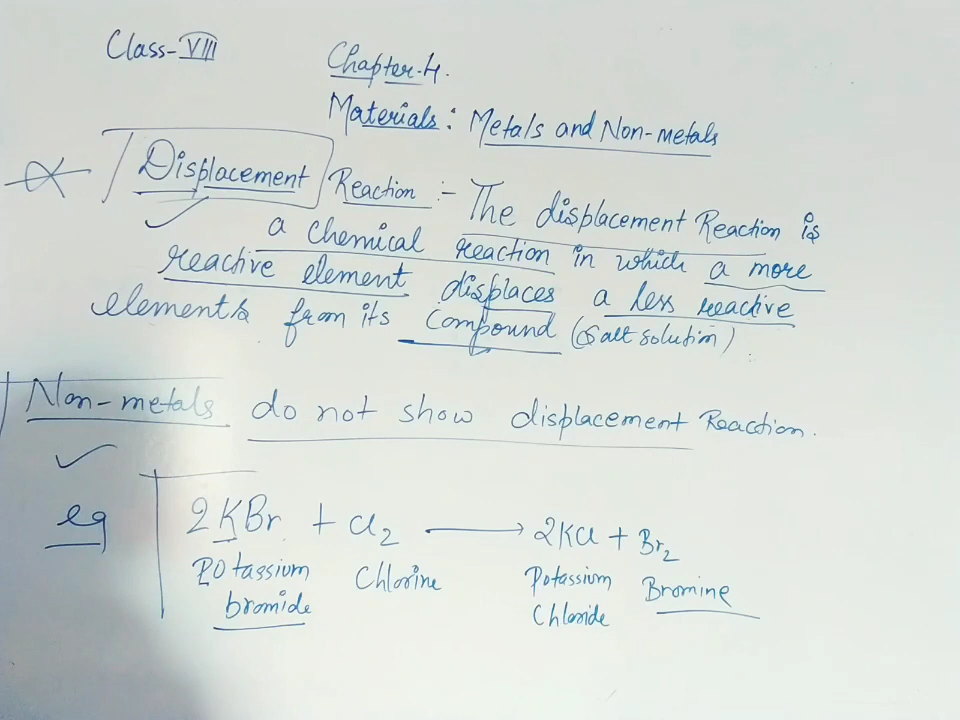 Class-VIII
Chapter-4.
Materials: Metals and Non-metals
Displacement Reaction :- The displacement Reaction is
a chemical reaction in which a more
reactive element displaces a less reactive
elements from its Compound (Salt solution)
Non-metals do not show displacement Reaction.
eg 2KBr + Cl2 → 2KCl + Br2
Potassium bromide Chlorine Potassium Chloride Bromine